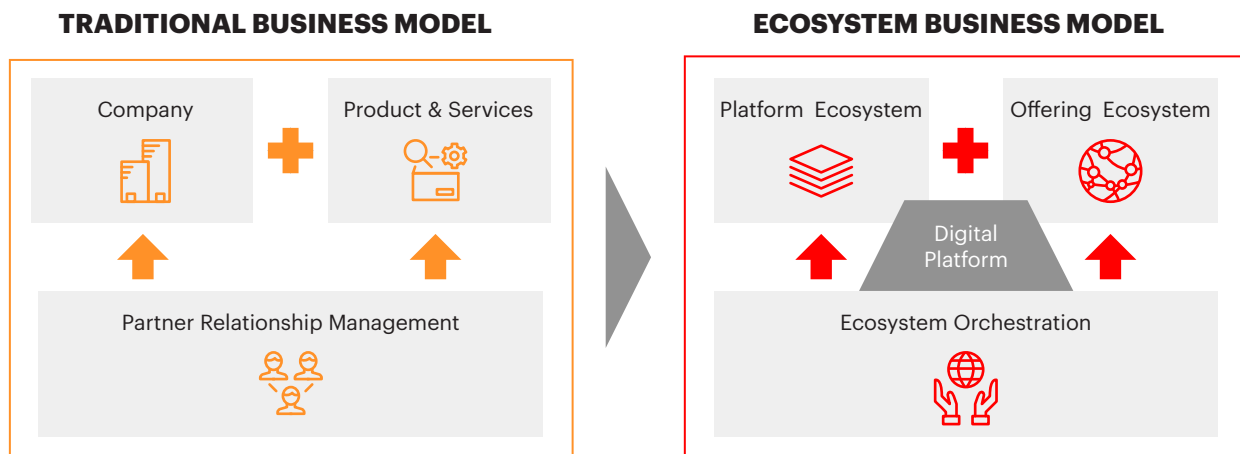 TRADITIONAL BUSINESS MODEL
Company
Product & Services
Partner Relationship Management
ECOSYSTEM BUSINESS MODEL
Platform Ecosystem
Offering Ecosystem
Digital
Platform
Ecosystem Orchestration